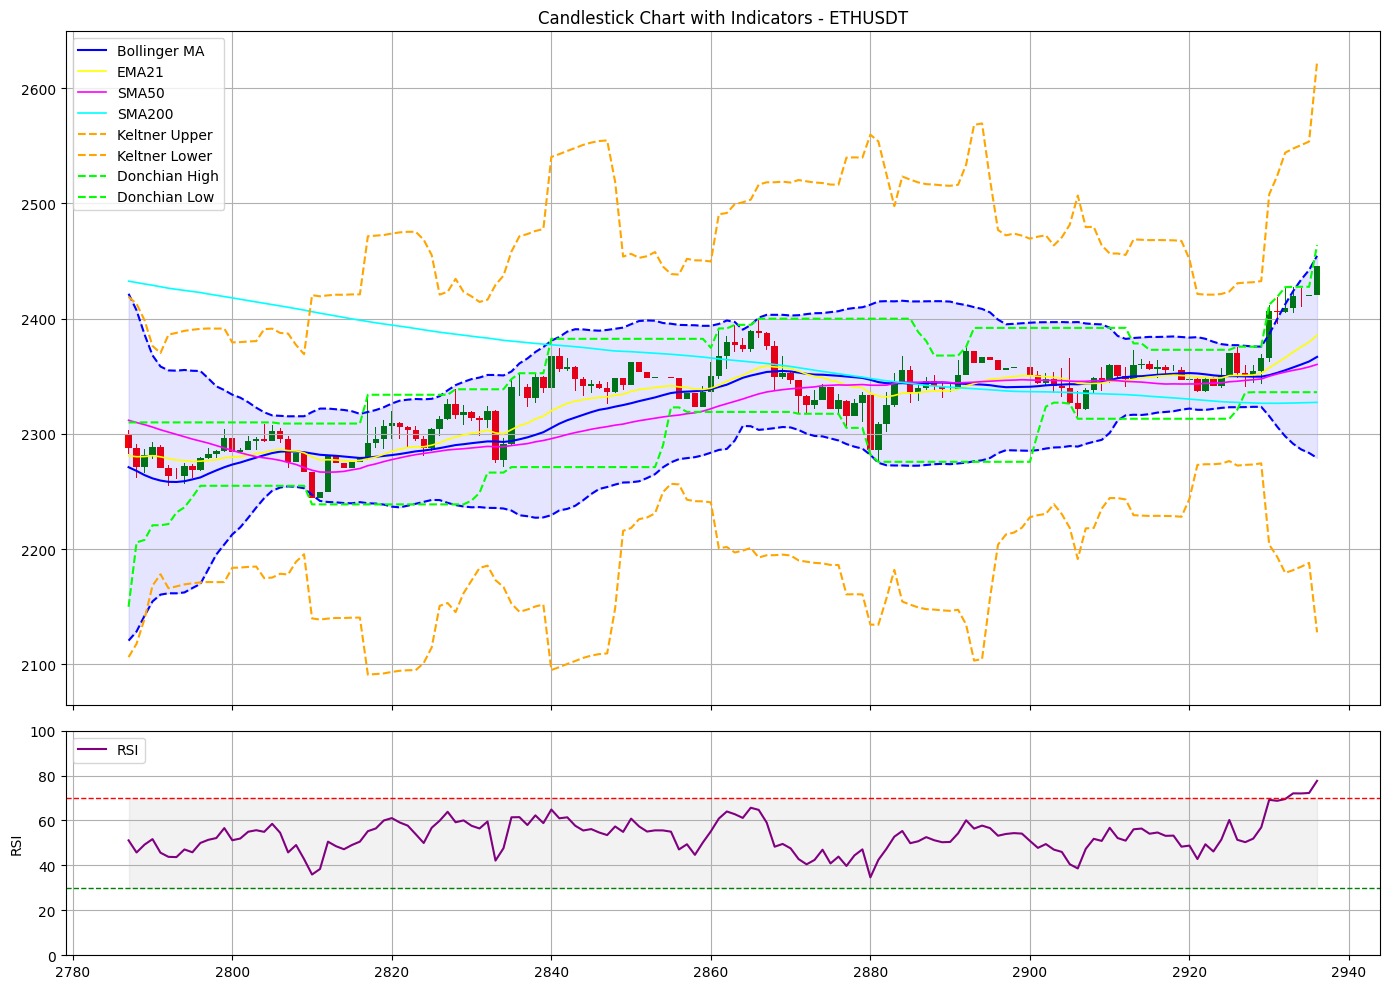 Candlestick Chart with Indicators - ETHUSDT
Bollinger MA
EMA21
SMA50
SMA200
Keltner Upper
Keltner Lower
Donchian High
Donchian Low
2600
2500
2400
2300
2200
2100
RSI
100
80
60
40
20
0
RSI
2780 2800 2820 2840 2860 2880 2900 2920 2940